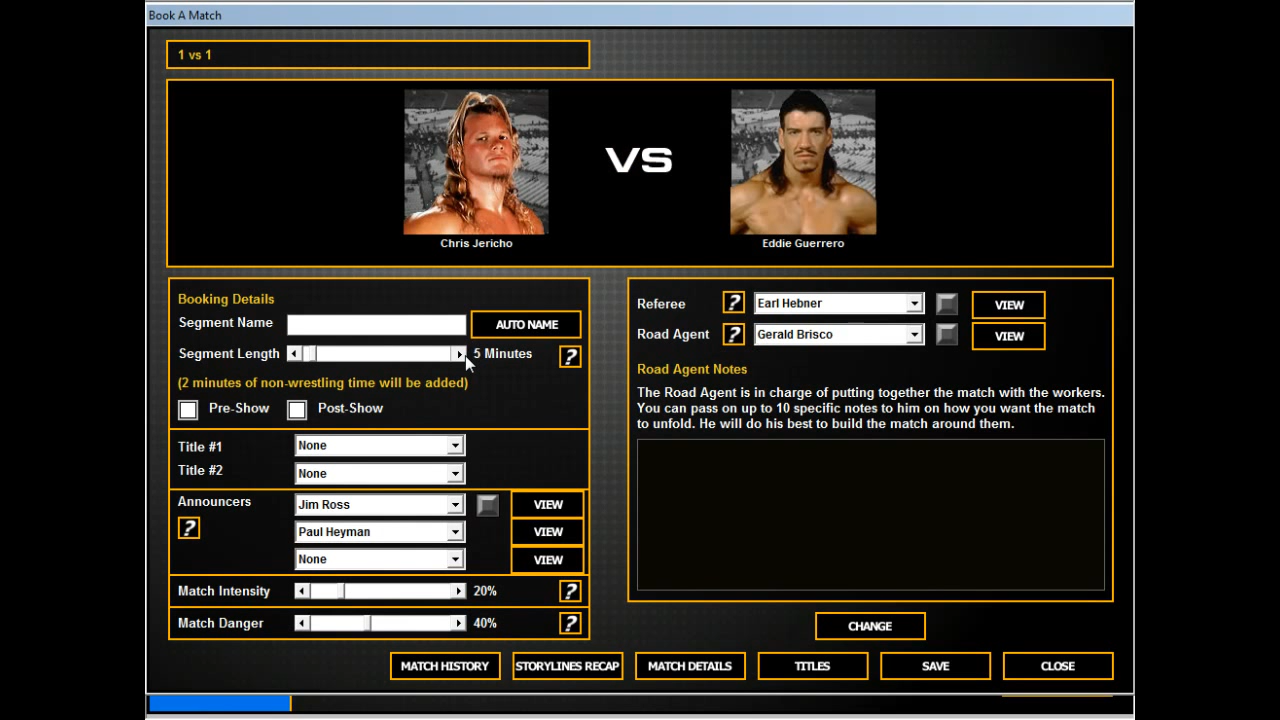 Book A Match
1 vs 1
VS
Chris Jericho
Eddie Guerrero
Booking Details
Segment Name
AUTO NAME
Segment Length
5 Minutes
?
(2 minutes of non-wrestling time will be added)
Pre-Show
Post-Show
Title #1
None
Title #2
None
Announcers
Jim Ross
VIEW
?
Paul Heyman
VIEW
None
VIEW
Match Intensity
20%
?
Match Danger
40%
?
Referee
?
Earl Hebner
VIEW
Road Agent
?
Gerald Brisco
VIEW
Road Agent Notes
The Road Agent is in charge of putting together the match with the workers.
You can pass on up to 10 specific notes to him on how you want the match
to unfold. He will do his best to build the match around them.
CHANGE
MATCH HISTORY
STORYLINES RECAP
MATCH DETAILS
TITLES
SAVE
CLOSE